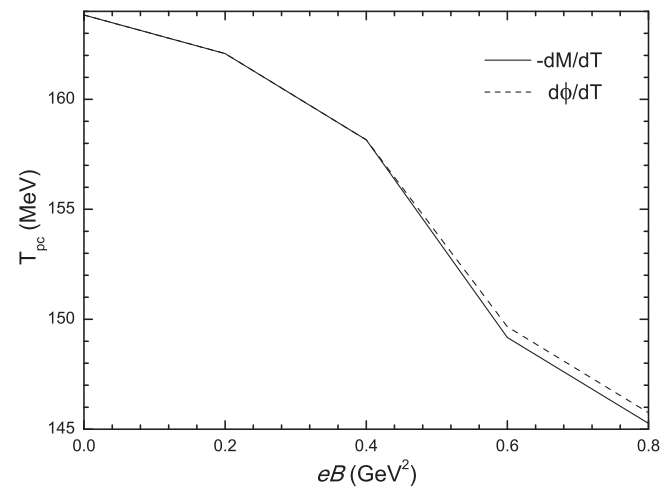 -dM/dT
dϕ/dT
160
155
150
145
T_pc (MeV)
0.0 0.2 0.4 0.6 0.8
eB (GeV²)